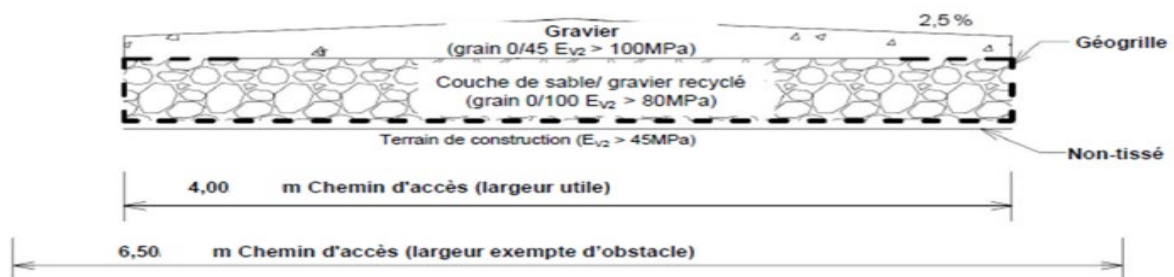 2,5 %
Gravier
(grain 0/45 Ev2 > 100MPa)
Géogrille
Couche de sable/ gravier recyclé
(grain 0/100 Ev2 > 80MPa)
Terrain de construction (Ev2 > 45MPa)
Non-tissé
4,00 m Chemin d'accès (largeur utile)
6,50 m Chemin d'accès (largeur exempte d'obstacle)